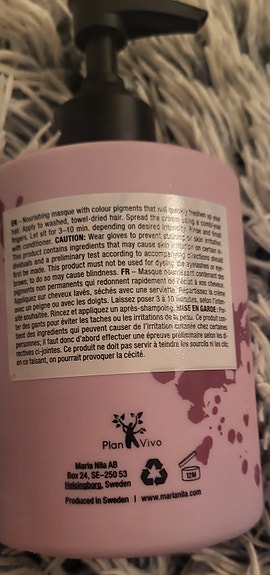 EN - Nourishing masque with colour pigments that will quickly freshen up your
hair. Apply to washed, towel-dried hair. Spread the cream using a comb/your
fingers. Let sit for 3–10 min. depending on desired intensity. Rinse and finish
with conditioner. CAUTION: Wear gloves to prevent staining or skin irritation.
This product contains ingredients that may cause skin irritation on certain in-
dividuals and a preliminary test according to accompanying directions should
first be made. This product must not be used for dyeing the eyelashes or eye-
brows; to do so may cause blindness. FR – Masque nourrissant contenant des
pigments non permanents qui redonnent rapidement de l'éclat à vos cheveux.
Appliquez sur cheveux lavés, séchés avec une serviette. Répartissez la crème
avec un peigne ou avec les doigts. Laissez poser 3 à 10 minutes, selon l'inten-
sité souhaitée. Rincez et appliquez un après-shampoing. MISE EN GARDE: Por-
ter des gants pour éviter les taches ou les irritations de la peau. Ce produit con-
tient des ingrédients qui peuvent causer de l'irritation cutanée chez certaines
personnes; il faut donc d'abord effectuer une épreuve préliminaire selon les di-
rectives ci-jointes. Ce produit ne doit pas servir à teindre les sourcils ni les cils;
en ce faisant, on pourrait provoquer la cécité.
Plan Vivo
Maria Nila AB
Box 24, SE–250 53
Helsingborg, Sweden
12M
Produced in Sweden | www.marianila.com